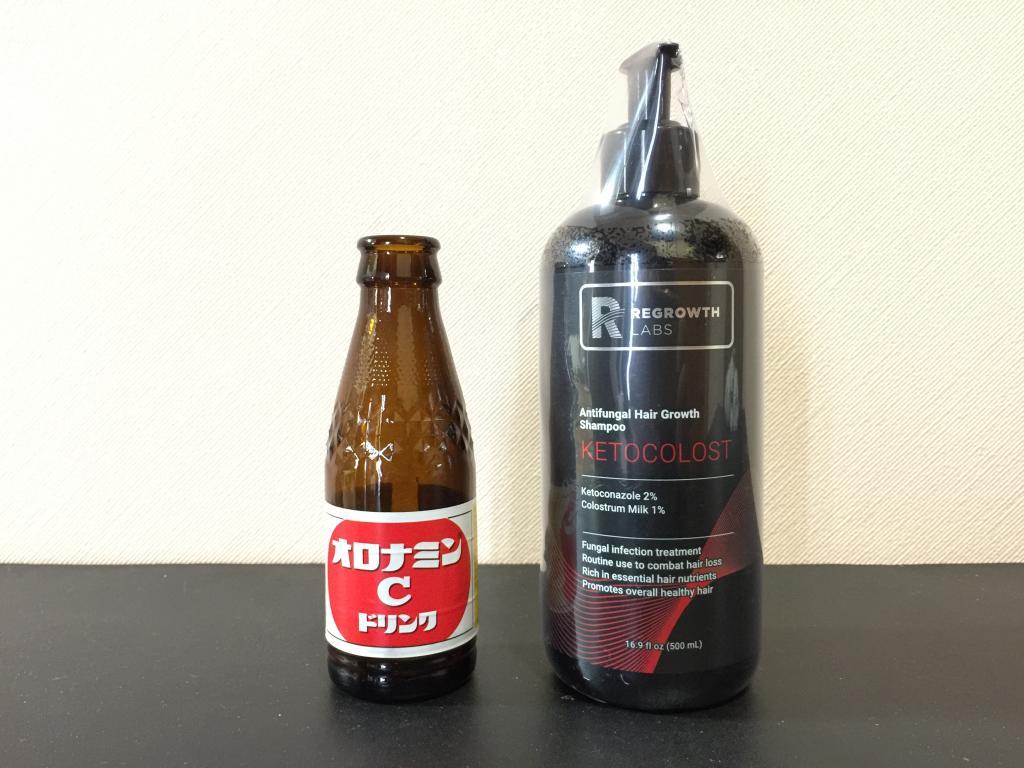 オロナミン
C
ドリンク
R REGROWTH
LABS
Antifungal Hair Growth
Shampoo
KETOCOLOST
Ketoconazole 2%
Colostrum Milk 1%
Fungal infection treatment
Routine use to combat hair loss
Rich in essential hair nutrients
Promotes overall healthy hair
16.9 fl oz (500 mL)